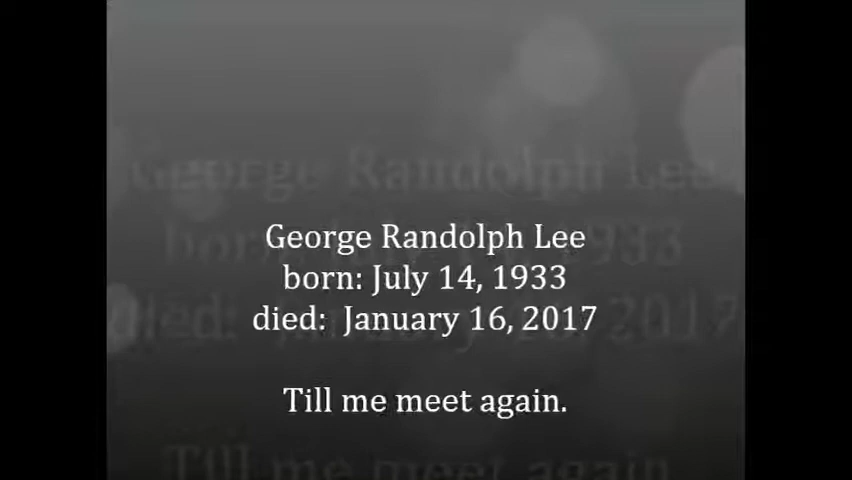 George Randolph Lee
born: July 14, 1933
died: January 16, 2017
Till me meet again.